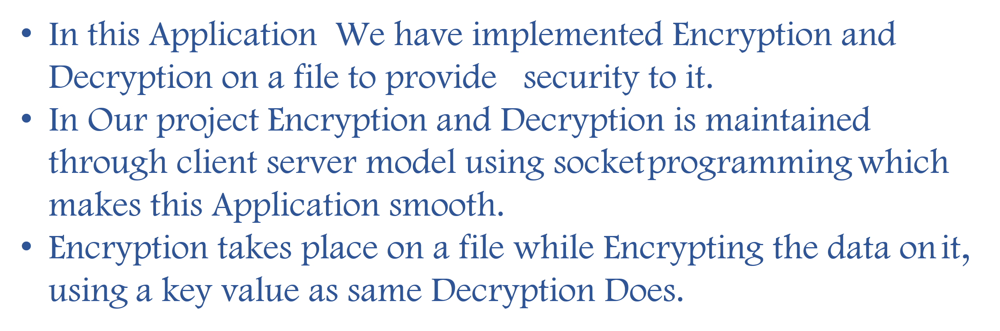 • In this Application   We have implemented Encryption and
Decryption on a file to provide   security to it.
• In Our project Encryption and Decryption is maintained
through client server model using socketprogramming which
makes this Application smooth.
• Encryption takes place on a file while Encrypting the data on it,
using a key value as same Decryption Does.